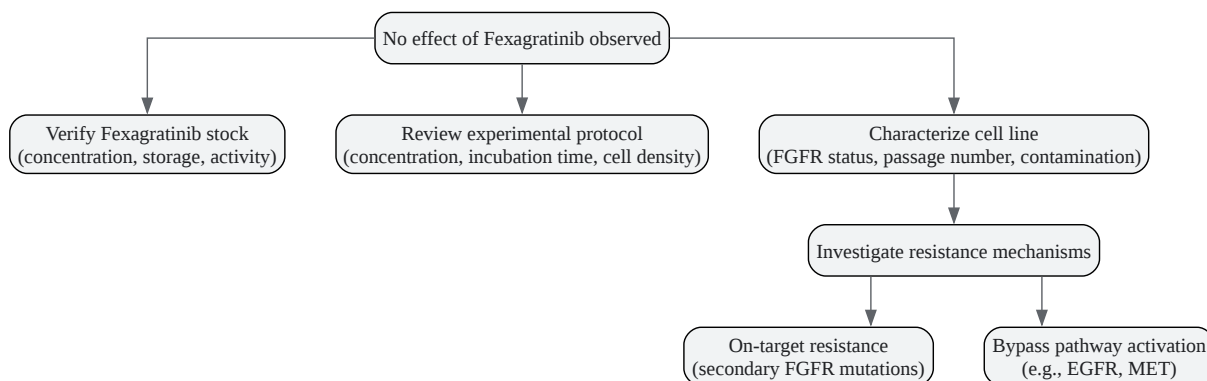 No effect of Fexagratinib observed
Verify Fexagratinib stock
(concentration, storage, activity)
Review experimental protocol
(concentration, incubation time, cell density)
Characterize cell line
(FGFR status, passage number, contamination)
Investigate resistance mechanisms
On-target resistance
(secondary FGFR mutations)
Bypass pathway activation
(e.g., EGFR, MET)